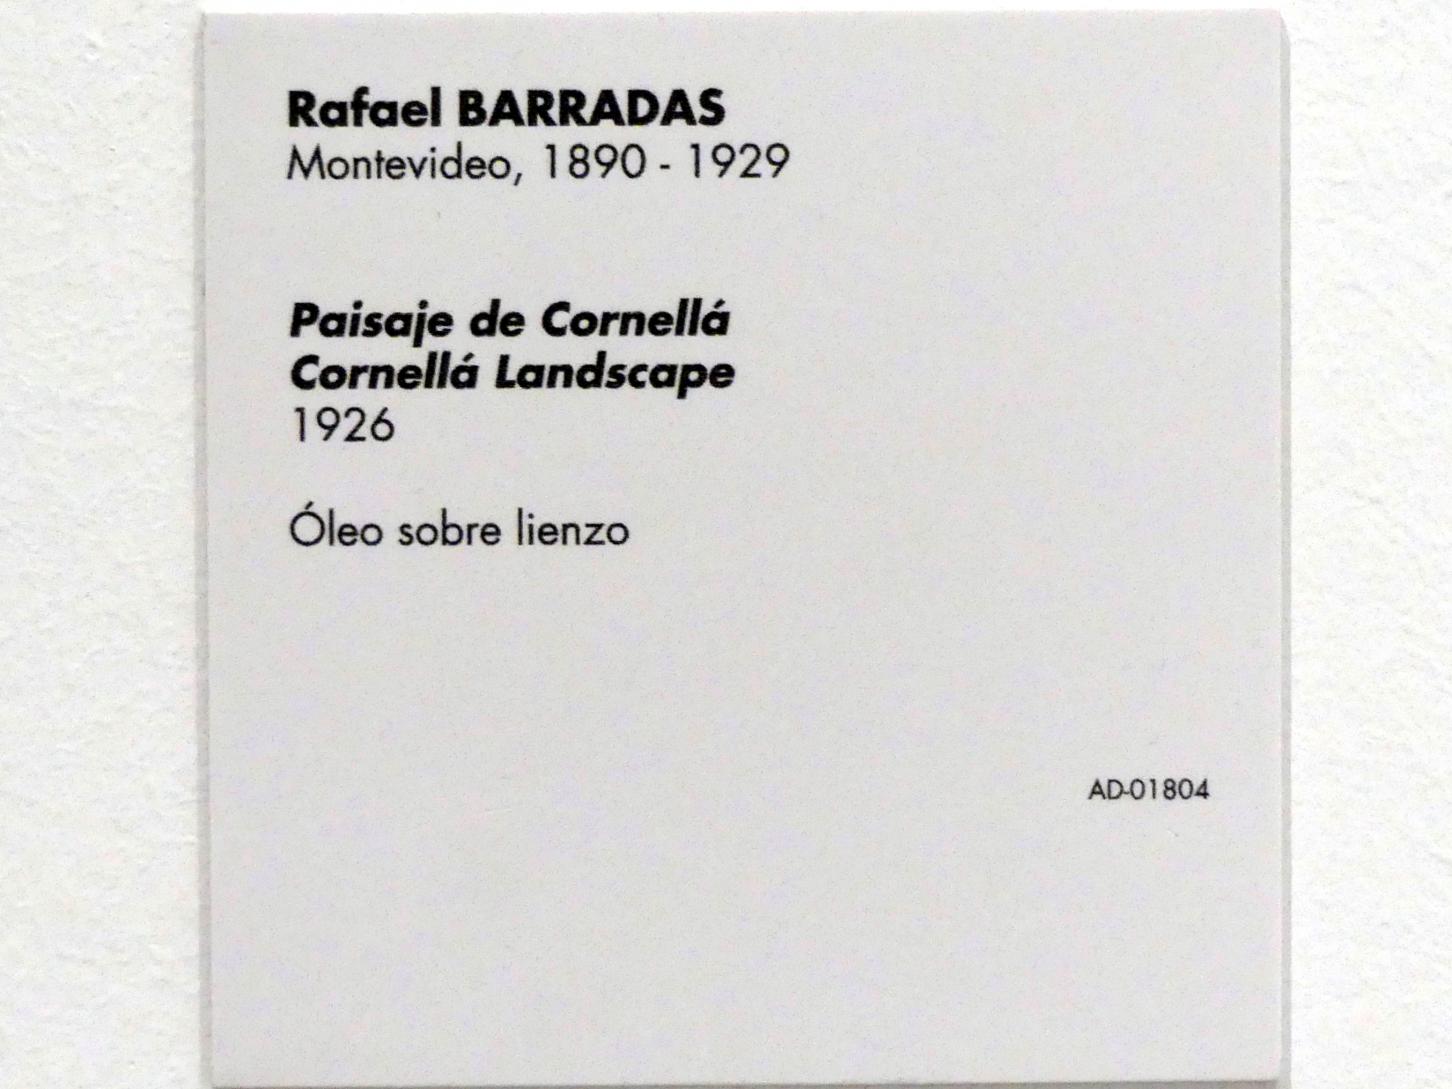 Rafael BARRADAS
Montevideo, 1890 - 1929
Paisaje de Cornellá
Cornellá Landscape
1926
Óleo sobre lienzo
AD-01804